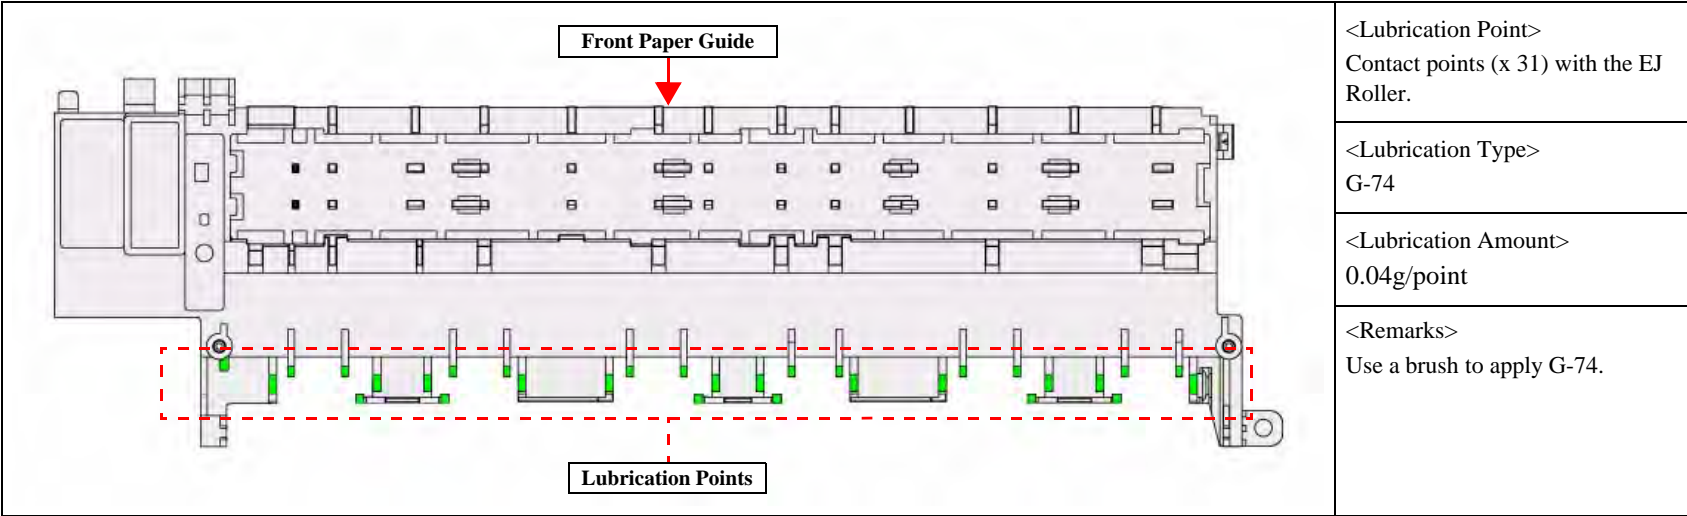 Front Paper Guide
Lubrication Points
<Lubrication Point>
Contact points (x 31) with the EJ
Roller.
<Lubrication Type>
G-74
<Lubrication Amount>
0.04g/point
<Remarks>
Use a brush to apply G-74.